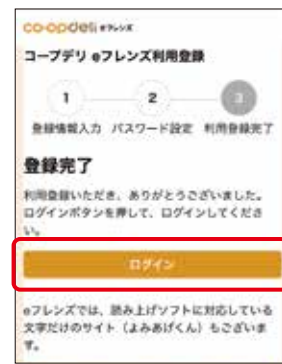 co・opdeli eフレンズ
コープデリ eフレンズ利用登録
1 2 3
登録情報入力 パスワード設定 利用登録完了
登録完了
利用登録いただき、ありがとうございました。
ログインボタンを押して、ログインしてくださ
い。
ログイン
eフレンズでは、読み上げソフトに対応している
文字だけのサイト（よみあげくん）もございま
す。